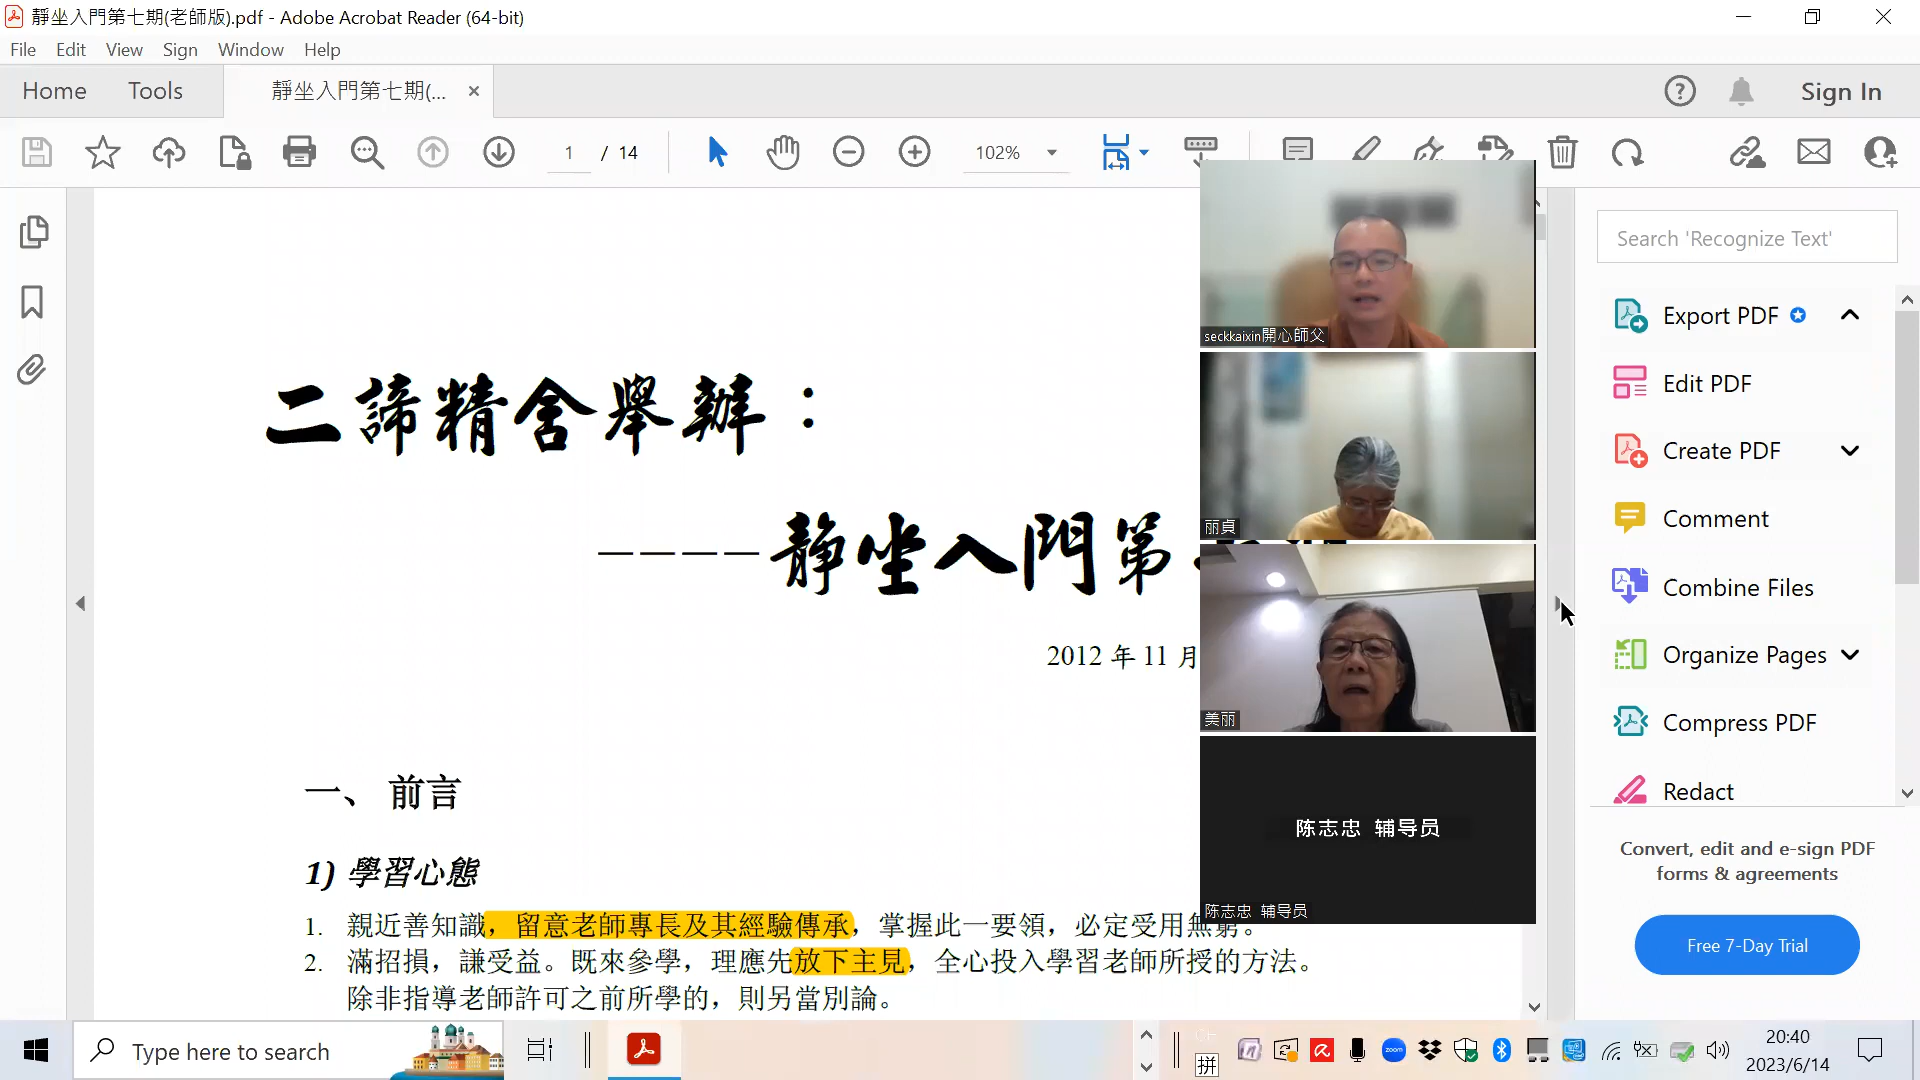 靜坐入門第七期(老師版).pdf - Adobe Acrobat Reader (64-bit)
File Edit View Sign Window Help
Home Tools 靜坐入門第七期(... × Sign In
1 / 14 102%
Search 'Recognize Text'
Export PDF
Edit PDF
Create PDF
Comment
Combine Files
Organize Pages
Compress PDF
Redact
Convert, edit and e-sign PDF
forms & agreements
Free 7-Day Trial
二諦精舍舉辦：
————靜坐入門第
2012 年 11 月
一、 前言
1) 學習心態
1. 親近善知識，留意老師專長及其經驗傳承，掌握此一要領，必定受用無窮。
2. 滿招損，謙受益。既來參學，理應先放下主見，全心投入學習老師所授的方法。
除非指導老師許可之前所學的，則另當別論。
seckkaixin開心師父
丽貞
美丽
陈志忠 辅导员
陈志忠 辅导员
Type here to search
拼
zoom
20:40
2023/6/14